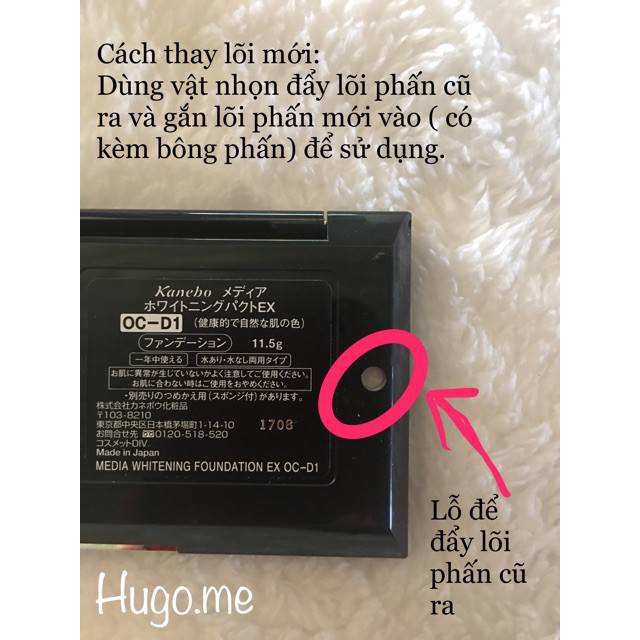 Cách thay lõi mới:
Dùng vật nhọn đẩy lõi phấn cũ
ra và gắn lõi phấn mới vào ( có
kèm bông phấn) để sử dụng.
Kanebo メディア
ホワイトニングパクトEX
OC-D1 (健康的で自然な肌の色)
ファンデーション 11.5g
一年中使える 水あり・水なし両用タイプ
お肌に異常が生じていないかよく注意してご使用ください。
お肌に合わない時はご使用をおやめください。
・別売りのつめかえ用(スポンジ付)があります。
株式会社カネボウ化粧品
〒103-8210
東京都中央区日本橋茅場町1-14-10
お問合せ先 0120-518-520
コスメットDIV.
Made in Japan
1708
MEDIA WHITENING FOUNDATION EX OC-D1
Lỗ để
đẩy lõi
phấn cũ
ra
Hugo.me